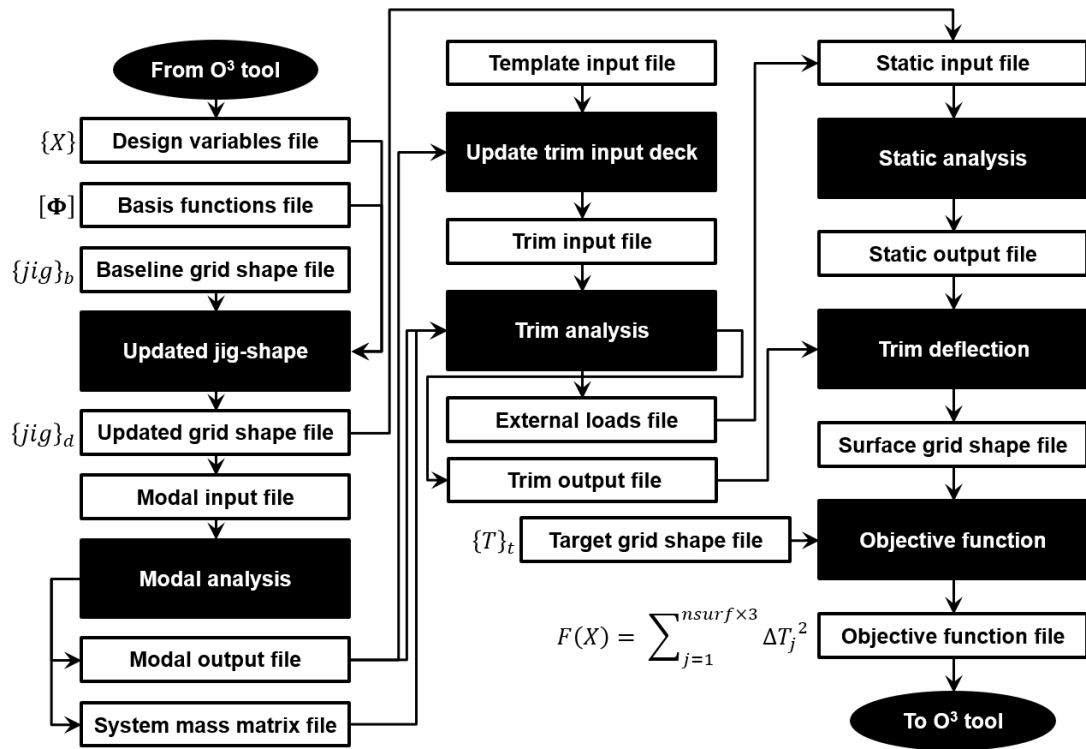 From O³ tool
{X}
Design variables file
[Φ]
Basis functions file
{jig}b
Baseline grid shape file
Updated jig-shape
{jig}d
Updated grid shape file
Modal input file
Modal analysis
Modal output file
System mass matrix file
Template input file
Update trim input deck
Trim input file
Trim analysis
External loads file
Trim output file
{T}t
Target grid shape file
F(X) = ∑_{j=1}^{nsurf×3} ΔT_j²
Static input file
Static analysis
Static output file
Trim deflection
Surface grid shape file
Objective function
Objective function file
To O³ tool